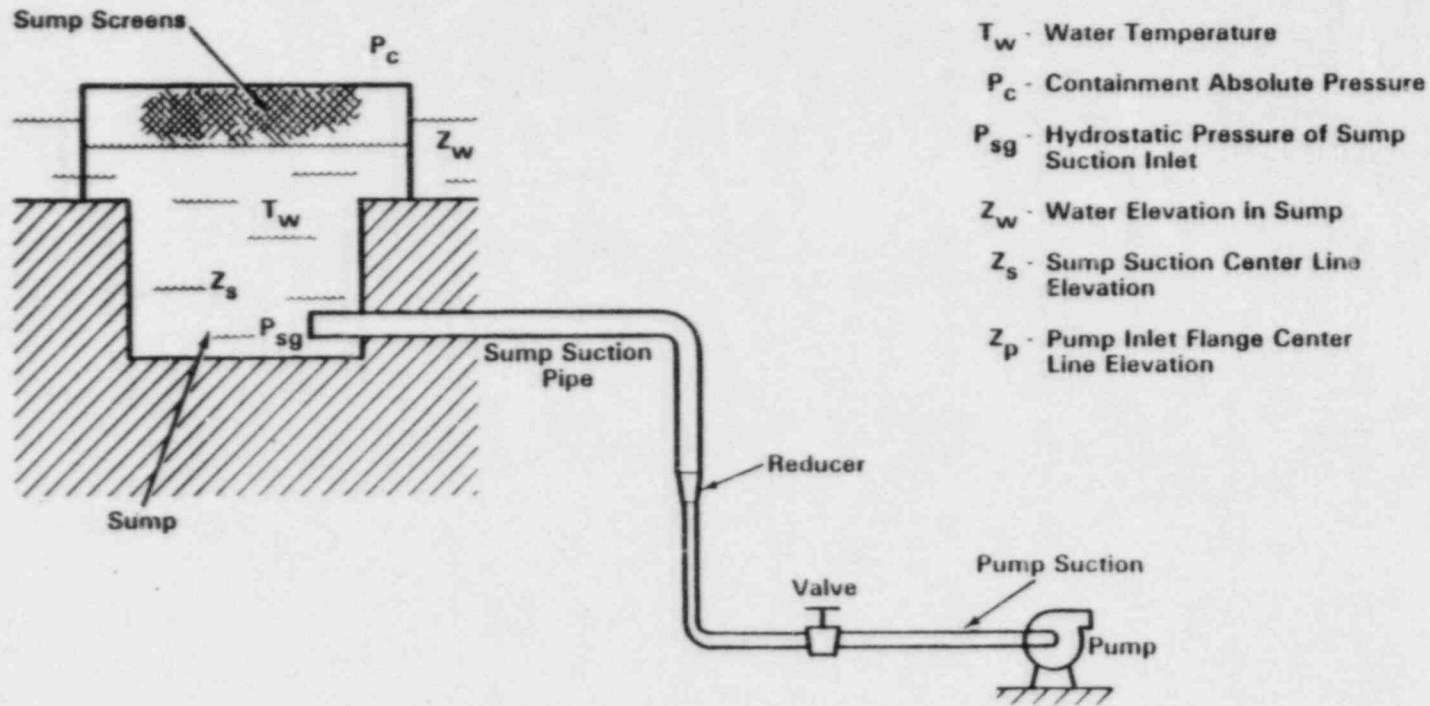 Sump Screens
P_c
Z_w
T_w
Z_s
P_sg
Sump Suction
Pipe
Sump
Reducer
Valve
Pump Suction
Pump
T_w - Water Temperature
P_c - Containment Absolute Pressure
P_sg - Hydrostatic Pressure of Sump
Suction Inlet
Z_w - Water Elevation in Sump
Z_s - Sump Suction Center Line
Elevation
Z_p - Pump Inlet Flange Center
Line Elevation